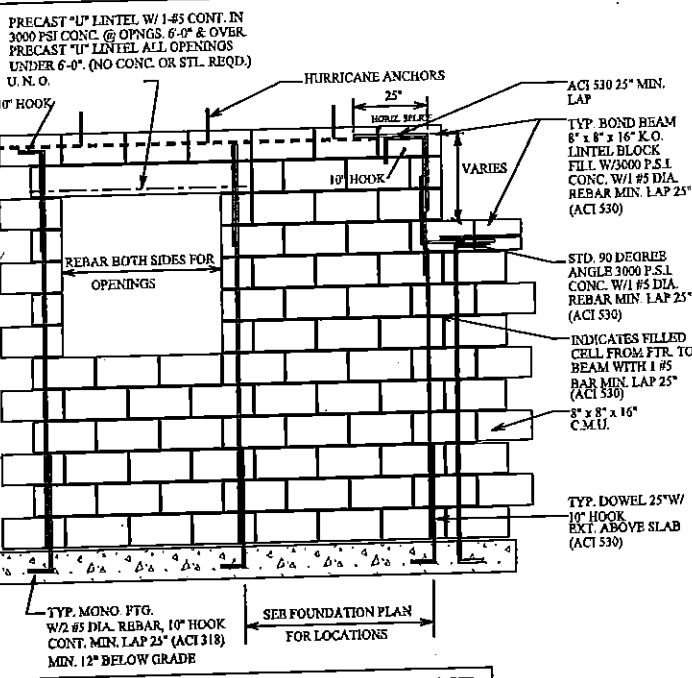 PRECAST "U" LINTEL W/ 1-#5 CONT. IN
3000 PSI CONC. @ OPNGS. 6'-0" & OVER
PRECAST "U" LINTEL ALL OPENINGS
UNDER 6'-0". (NO CONC. OR STL. REQD.)
U. N. O.
10" HOOK
HURRICANE ANCHORS
25"
HORIZ. SPLICE
10" HOOK
ACI 530 25" MIN.
LAP
TYP. BOND BEAM
8" x 8" x 16" K.O.
LINTEL BLOCK
FILL W/3000 P.S.I.
CONC. W/1 #5 DIA.
REBAR MIN. LAP 25"
(ACI 530)
VARIES
REBAR BOTH SIDES FOR
OPENINGS
STD. 90 DEGREE
ANGLE 3000 P.S.I.
CONC. W/1 #5 DIA.
REBAR MIN. LAP 25"
(ACI 530)
INDICATES FILLED
CELL FROM FTR. TO
BEAM WITH 1 #5
BAR MIN. LAP 25"
(ACI 530)
8" x 8" x 16"
C.M.U.
TYP. DOWEL 25"W/
10" HOOK
EXT. ABOVE SLAB
(ACI 530)
TYP. MONO. FTG.
W/2 #5 DIA. REBAR, 10" HOOK
CONT. MIN. LAP 25" (ACI 318)
MIN. 12" BELOW GRADE
SEE FOUNDATION PLAN
FOR LOCATIONS